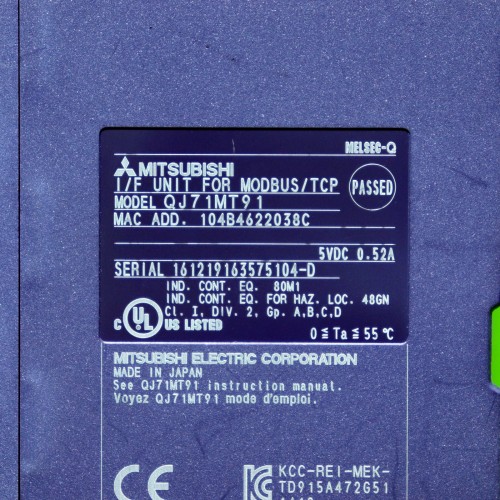 MELSEC-Q
MITSUBISHI
I/F UNIT FOR MODBUS/TCP
PASSED
MODEL QJ71MT91
MAC ADD. 104B4622038C
5VDC 0.52A
SERIAL 161219163575104-D
IND. CONT. EQ. 80M1
IND. CONT. EQ. FOR HAZ. LOC. 48GN
Cl. I, DIV. 2, Gp. A,B,C,D
C UL US LISTED
0≦Ta≦55℃
MITSUBISHI ELECTRIC CORPORATION
MADE IN JAPAN
See QJ71MT91 instruction manual.
Voyez QJ71MT91 mode d'emploi.
CE
KCC-REI-MEK-
TD915A472G51